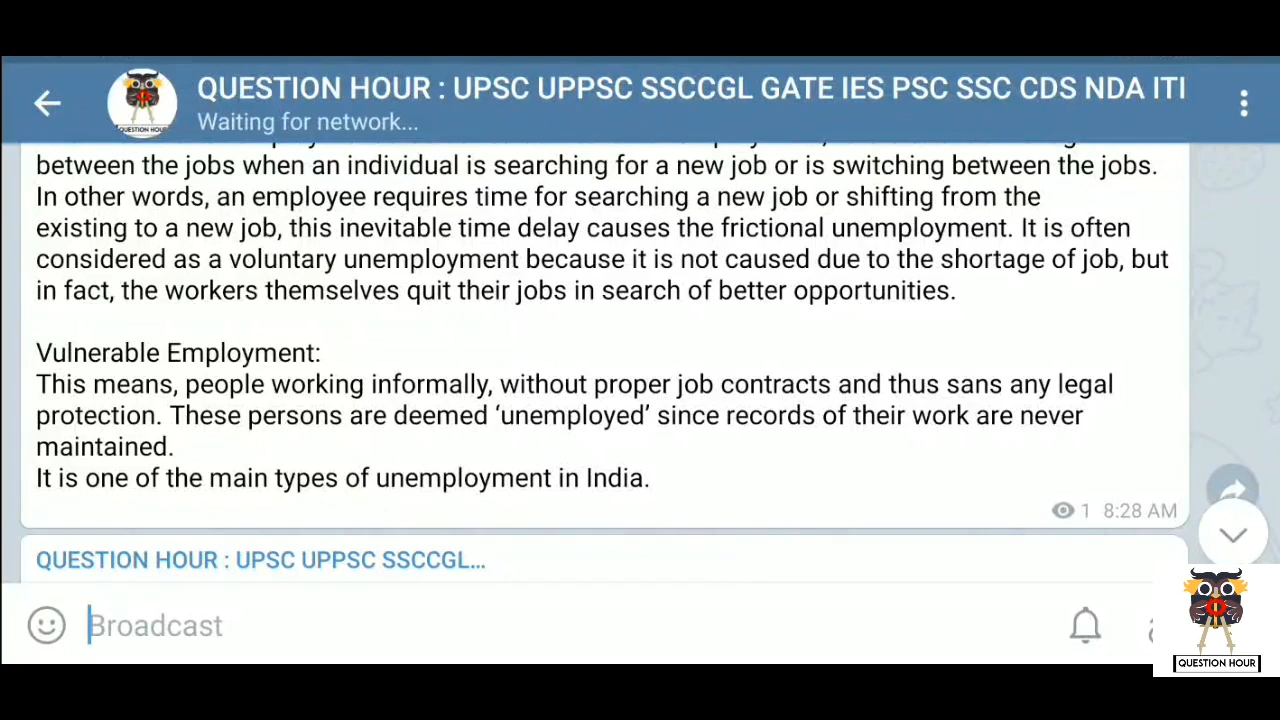 QUESTION HOUR : UPSC UPPSC SSCCGL GATE IES PSC SSC CDS NDA ITI
Waiting for network...
QUESTION HOUR
between the jobs when an individual is searching for a new job or is switching between the jobs.
In other words, an employee requires time for searching a new job or shifting from the
existing to a new job, this inevitable time delay causes the frictional unemployment. It is often
considered as a voluntary unemployment because it is not caused due to the shortage of job, but
in fact, the workers themselves quit their jobs in search of better opportunities.
Vulnerable Employment:
This means, people working informally, without proper job contracts and thus sans any legal
protection. These persons are deemed ‘unemployed’ since records of their work are never
maintained.
It is one of the main types of unemployment in India.
1 8:28 AM
QUESTION HOUR : UPSC UPPSC SSCCGL...
Broadcast
QUESTION HOUR